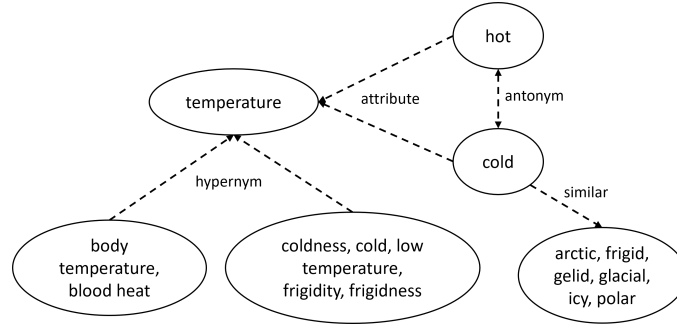 hot
temperature
attribute
antonym
cold
hypernym
similar
body
temperature,
blood heat
coldness, cold, low
temperature,
frigidity, frigidness
arctic, frigid,
gelid, glacial,
icy, polar